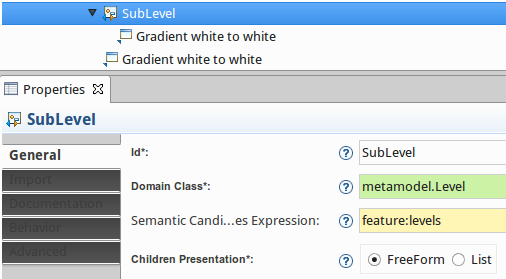 SubLevel
Gradient white to white
Gradient white to white
Properties
SubLevel
General
Import
Documentation
Behavior
Advanced
Id*:
SubLevel
Domain Class*:
metamodel.Level
Semantic Candi...es Expression:
feature:levels
Children Presentation*:
FreeForm List